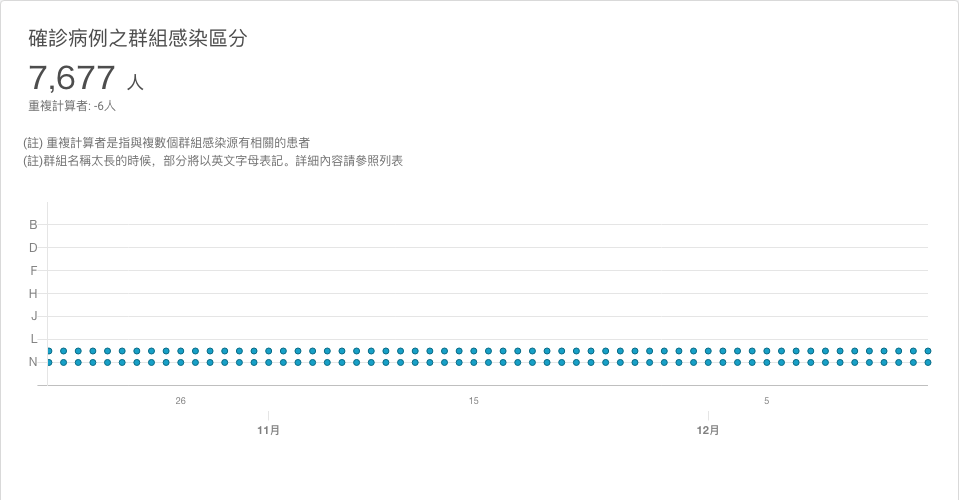 確診病例之群組感染區分
7,677 人
重複計算者: -6人
(註) 重複計算者是指與複數個群組感染源有相關的患者
(註)群組名稱太長的時候，部分將以英文字母表記。詳細內容請參照列表
B
D
F
H
J
L
N
26 15 5
11月 12月